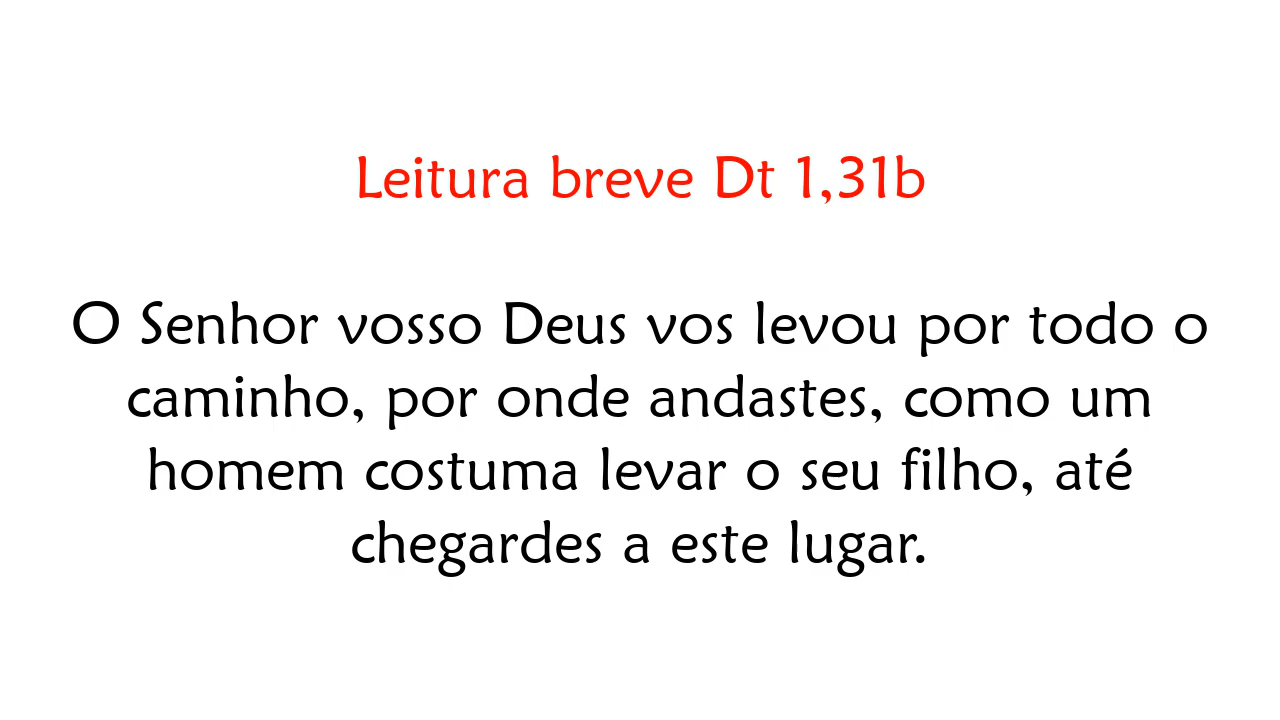 Leitura breve Dt 1,31b
O Senhor vosso Deus vos levou por todo o
caminho, por onde andastes, como um
homem costuma levar o seu filho, até
chegardes a este lugar.